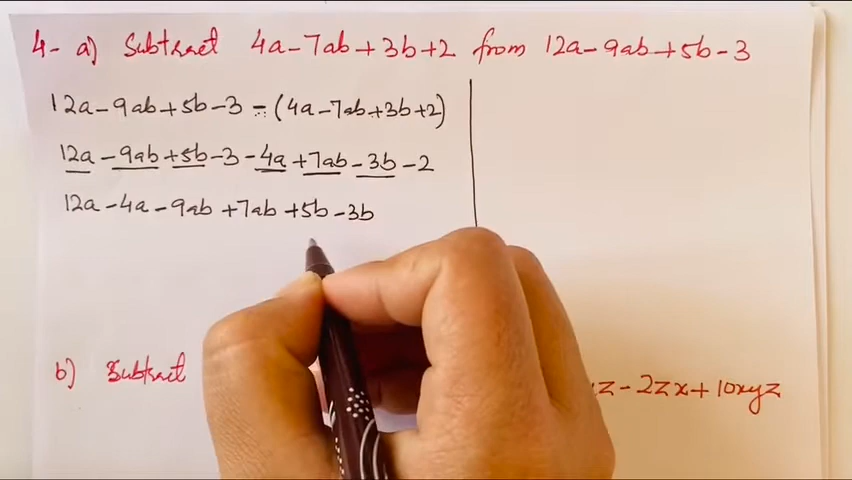 4- a) Subtract 4a-7ab+3b+2 from 12a-9ab+5b-3
12a-9ab+5b-3 -(4a-7ab+3b+2)
12a-9ab+5b-3-4a+7ab-3b-2
12a-4a-9ab+7ab+5b-3b
b) Subtract -2zx+10xyz